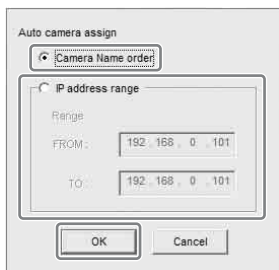 Auto camera assign
Camera Name order
IP address range
Range
FROM : 192 . 168 . 0 . 101
TO : 192 . 168 . 0 . 101
OK Cancel